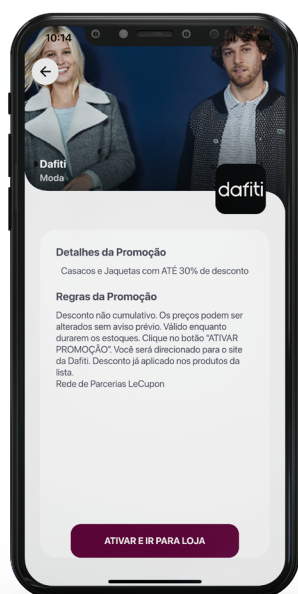 10:14
Dafiti
Moda
dafiti
Detalhes da Promoção
Casacos e Jaquetas com ATÉ 30% de desconto
Regras da Promoção
Desconto não cumulativo. Os preços podem ser
alterados sem aviso prévio. Válido enquanto
durarem os estoques. Clique no botão "ATIVAR
PROMOÇÃO". Você será direcionado para o site
da Dafiti. Desconto já aplicado nos produtos da
lista.
Rede de Parcerias LeCupon
ATIVAR E IR PARA LOJA